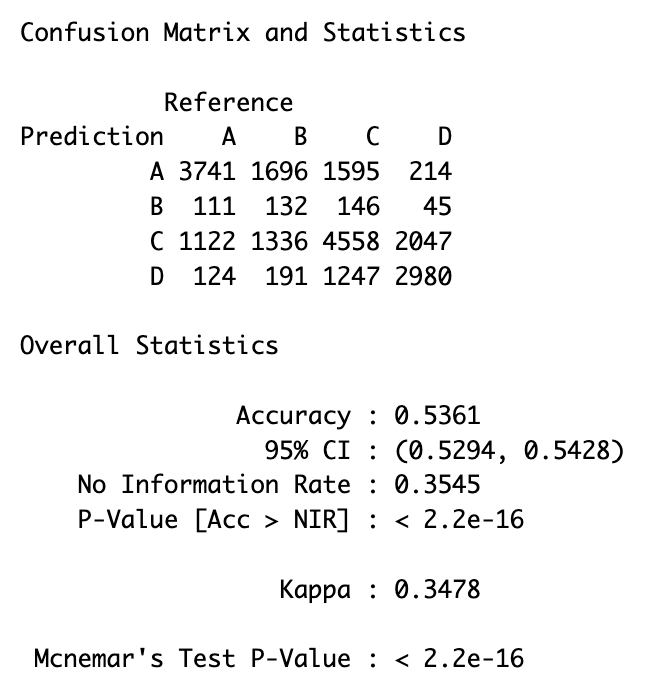 Confusion Matrix and Statistics
Reference
Prediction A B C D
A 3741 1696 1595 214
B 111 132 146 45
C 1122 1336 4558 2047
D 124 191 1247 2980
Overall Statistics
Accuracy : 0.5361
95% CI : (0.5294, 0.5428)
No Information Rate : 0.3545
P-Value [Acc > NIR] : < 2.2e-16
Kappa : 0.3478
Mcnemar's Test P-Value : < 2.2e-16